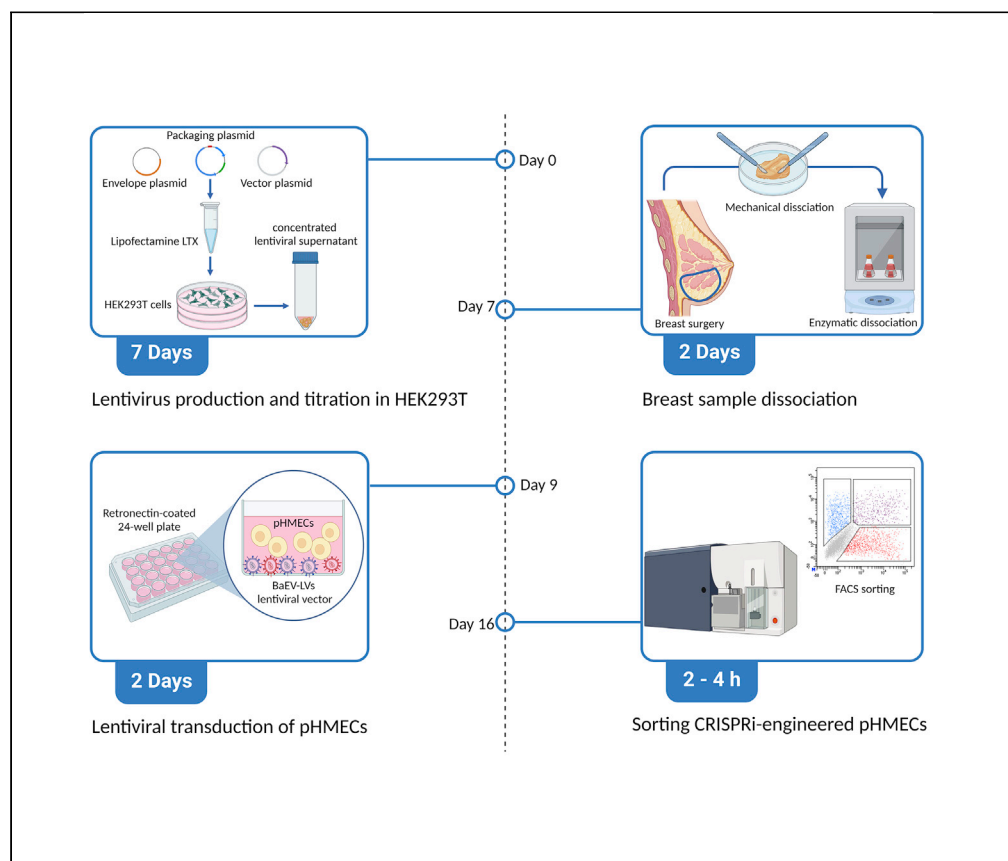 Packaging plasmid
Envelope plasmid
Vector plasmid
Lipofectamine LTX
concentrated
lentiviral supernatant
HEK293T cells
7 Days
Lentivirus production and titration in HEK293T
Day 0
Mechanical dissciation
Breast surgery
Enzymatic dissociation
Day 7
2 Days
Breast sample dissociation
Retronectin-coated
24-well plate
pHMECs
BaEV-LVs
lentiviral vector
Day 9
2 Days
Lentiviral transduction of pHMECs
FACS sorting
Day 16
2 - 4 h
Sorting CRISPRi-engineered pHMECs